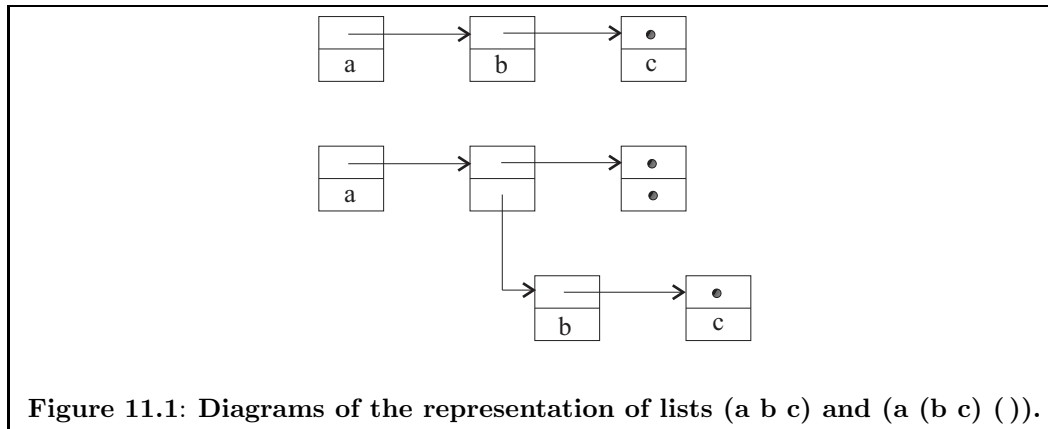 a b c
a
b c
Figure 11.1: Diagrams of the representation of lists (a b c) and (a (b c) ( )).